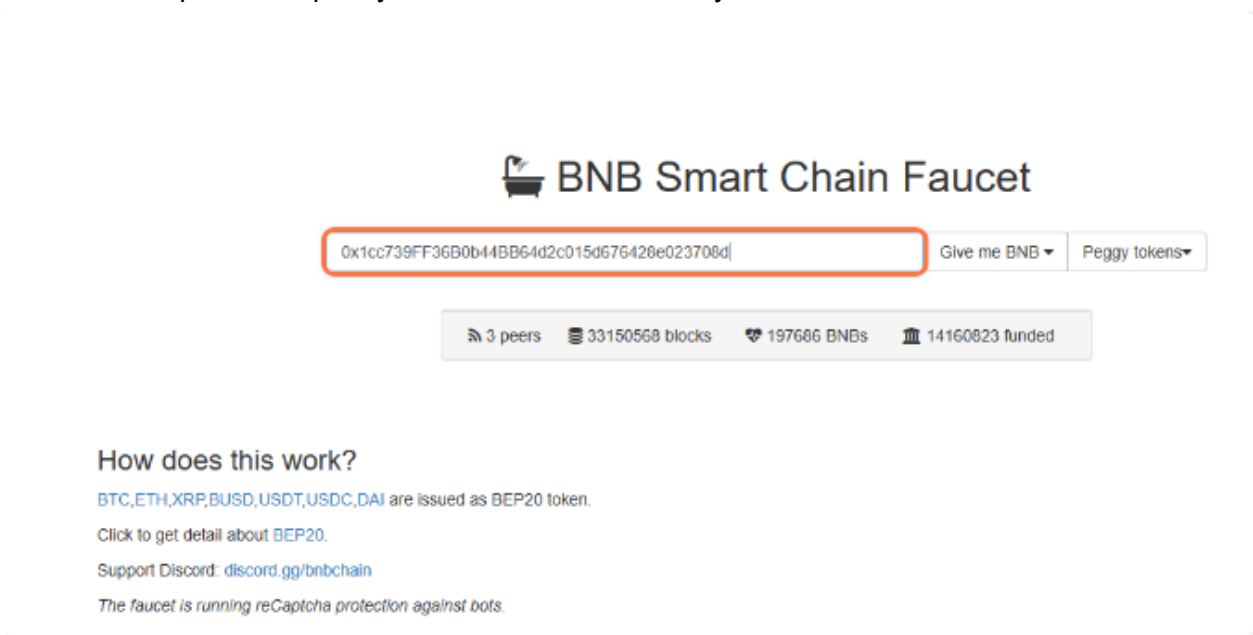 BNB Smart Chain Faucet
0x1cc739FF36B0b44BB64d2c015d676428e023708d
Give me BNB
Peggy tokens
3 peers 33150568 blocks 197686 BNBs 14160823 funded
How does this work?
BTC,ETH,XRP,BUSD,USDT,USDC,DAI are issued as BEP20 token.
Click to get detail about BEP20.
Support Discord: discord.gg/bnbchain
The faucet is running reCaptcha protection against bots.